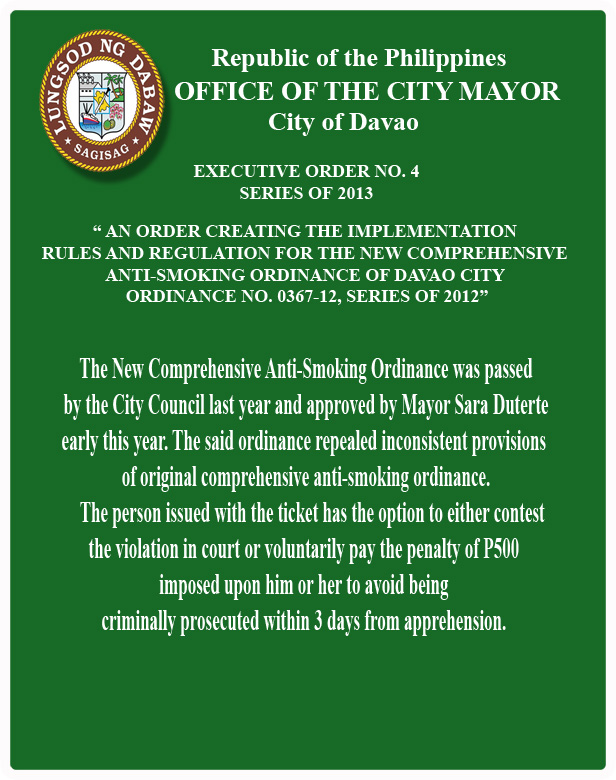 LUNGSOD NG DABAW
SAGISAG
Republic of the Philippines
OFFICE OF THE CITY MAYOR
City of Davao
EXECUTIVE ORDER NO. 4
SERIES OF 2013
“ AN ORDER CREATING THE IMPLEMENTATION
RULES AND REGULATION FOR THE NEW COMPREHENSIVE
ANTI-SMOKING ORDINANCE OF DAVAO CITY
ORDINANCE NO. 0367-12, SERIES OF 2012”
The New Comprehensive Anti-Smoking Ordinance was passed
by the City Council last year and approved by Mayor Sara Duterte
early this year. The said ordinance repealed inconsistent provisions
of original comprehensive anti-smoking ordinance.
The person issued with the ticket has the option to either contest
the violation in court or voluntarily pay the penalty of P500
imposed upon him or her to avoid being
criminally prosecuted within 3 days from apprehension.